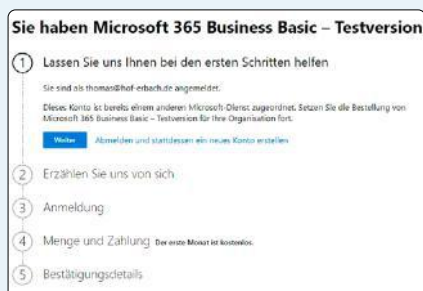 Sie haben Microsoft 365 Business Basic – Testversion
1 Lassen Sie uns Ihnen bei den ersten Schritten helfen
Sie sind als thomas@hof-erbach.de angemeldet.
Dieses Konto ist bereits einem anderen Microsoft-Dienst zugeordnet. Setzen Sie die Bestellung von
Microsoft 365 Business Basic – Testversion für Ihre Organisation fort.
Weiter Abmelden und stattdessen ein neues Konto erstellen
2 Erzählen Sie uns von sich
3 Anmeldung
4 Menge und Zahlung Der erste Monat ist kostenlos.
5 Bestätigungsdetails